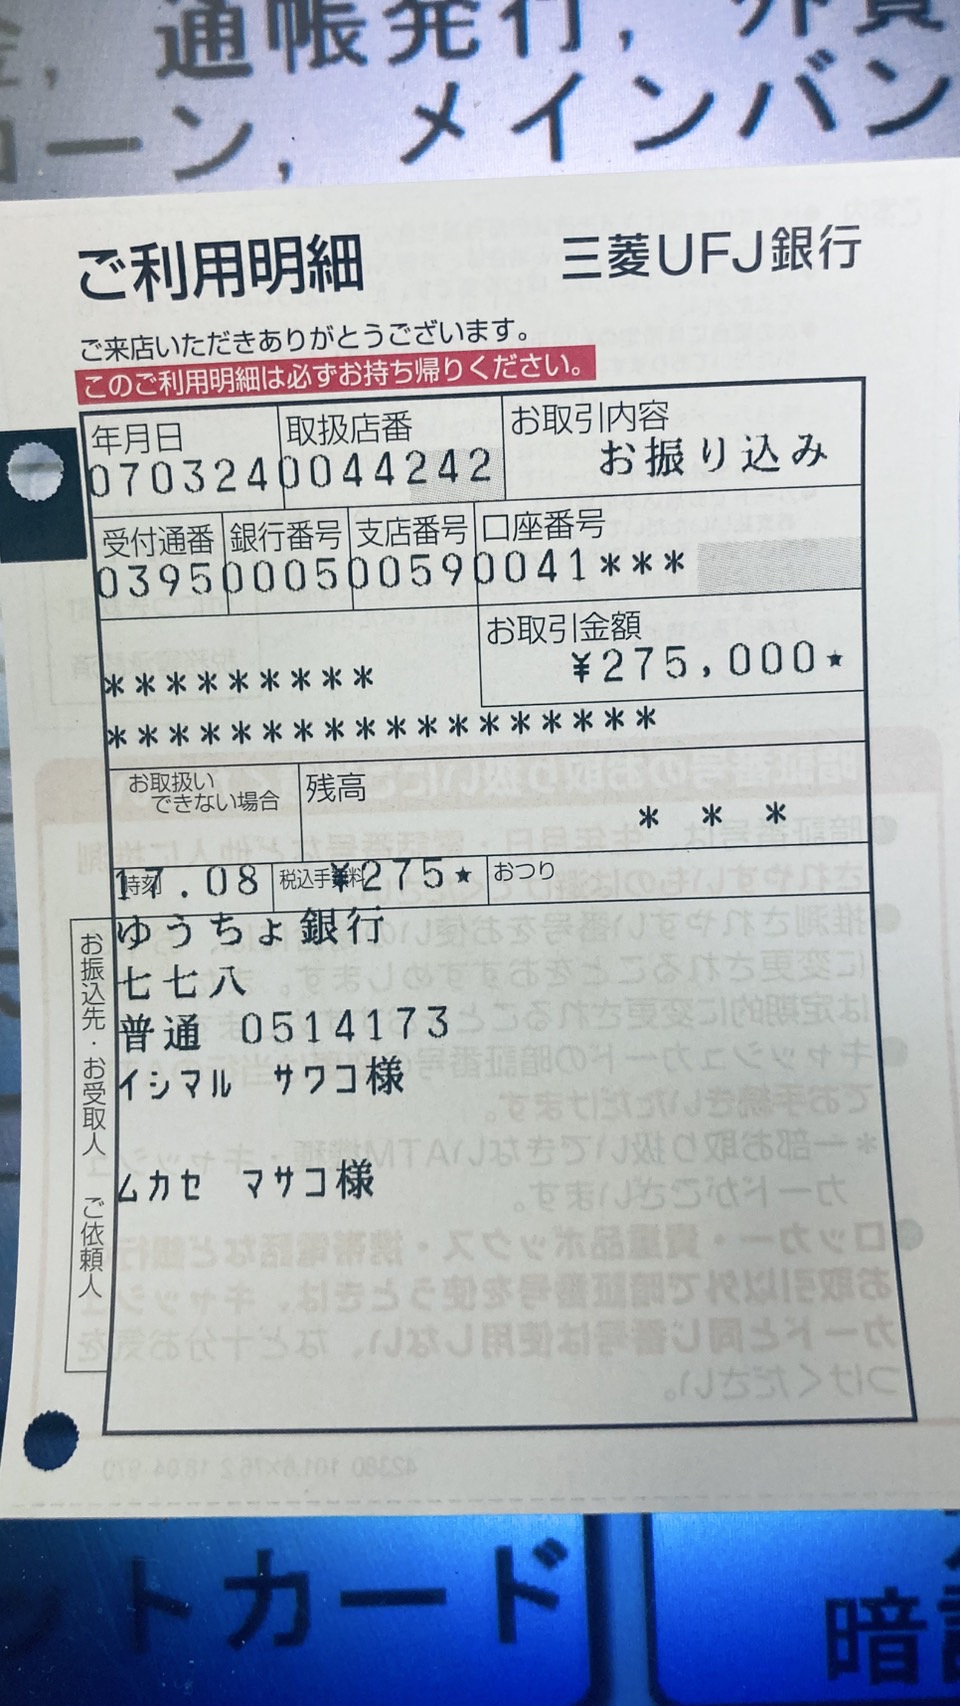 通帳発行，外貨
ローン，メインバン
ご利用明細 三菱UFJ銀行
ご来店いただきありがとうございます。
このご利用明細は必ずお持ち帰りください。
年月日 取扱店番 お取引内容
070324 0044242 お振り込み
受付通番 銀行番号 支店番号 口座番号
0395 0005 0059 0041***
お取引金額
¥275,000★
*********
******************
お取扱いできない場合 残高
* * *
時刻 税込手数料 おつり
17.08 ¥275★
お振込先・お受取人 ご依頼人
ゆうちょ銀行
七七八
普通 0514173
イシマル サワコ様
ムカセ マサコ様
ットカード
暗